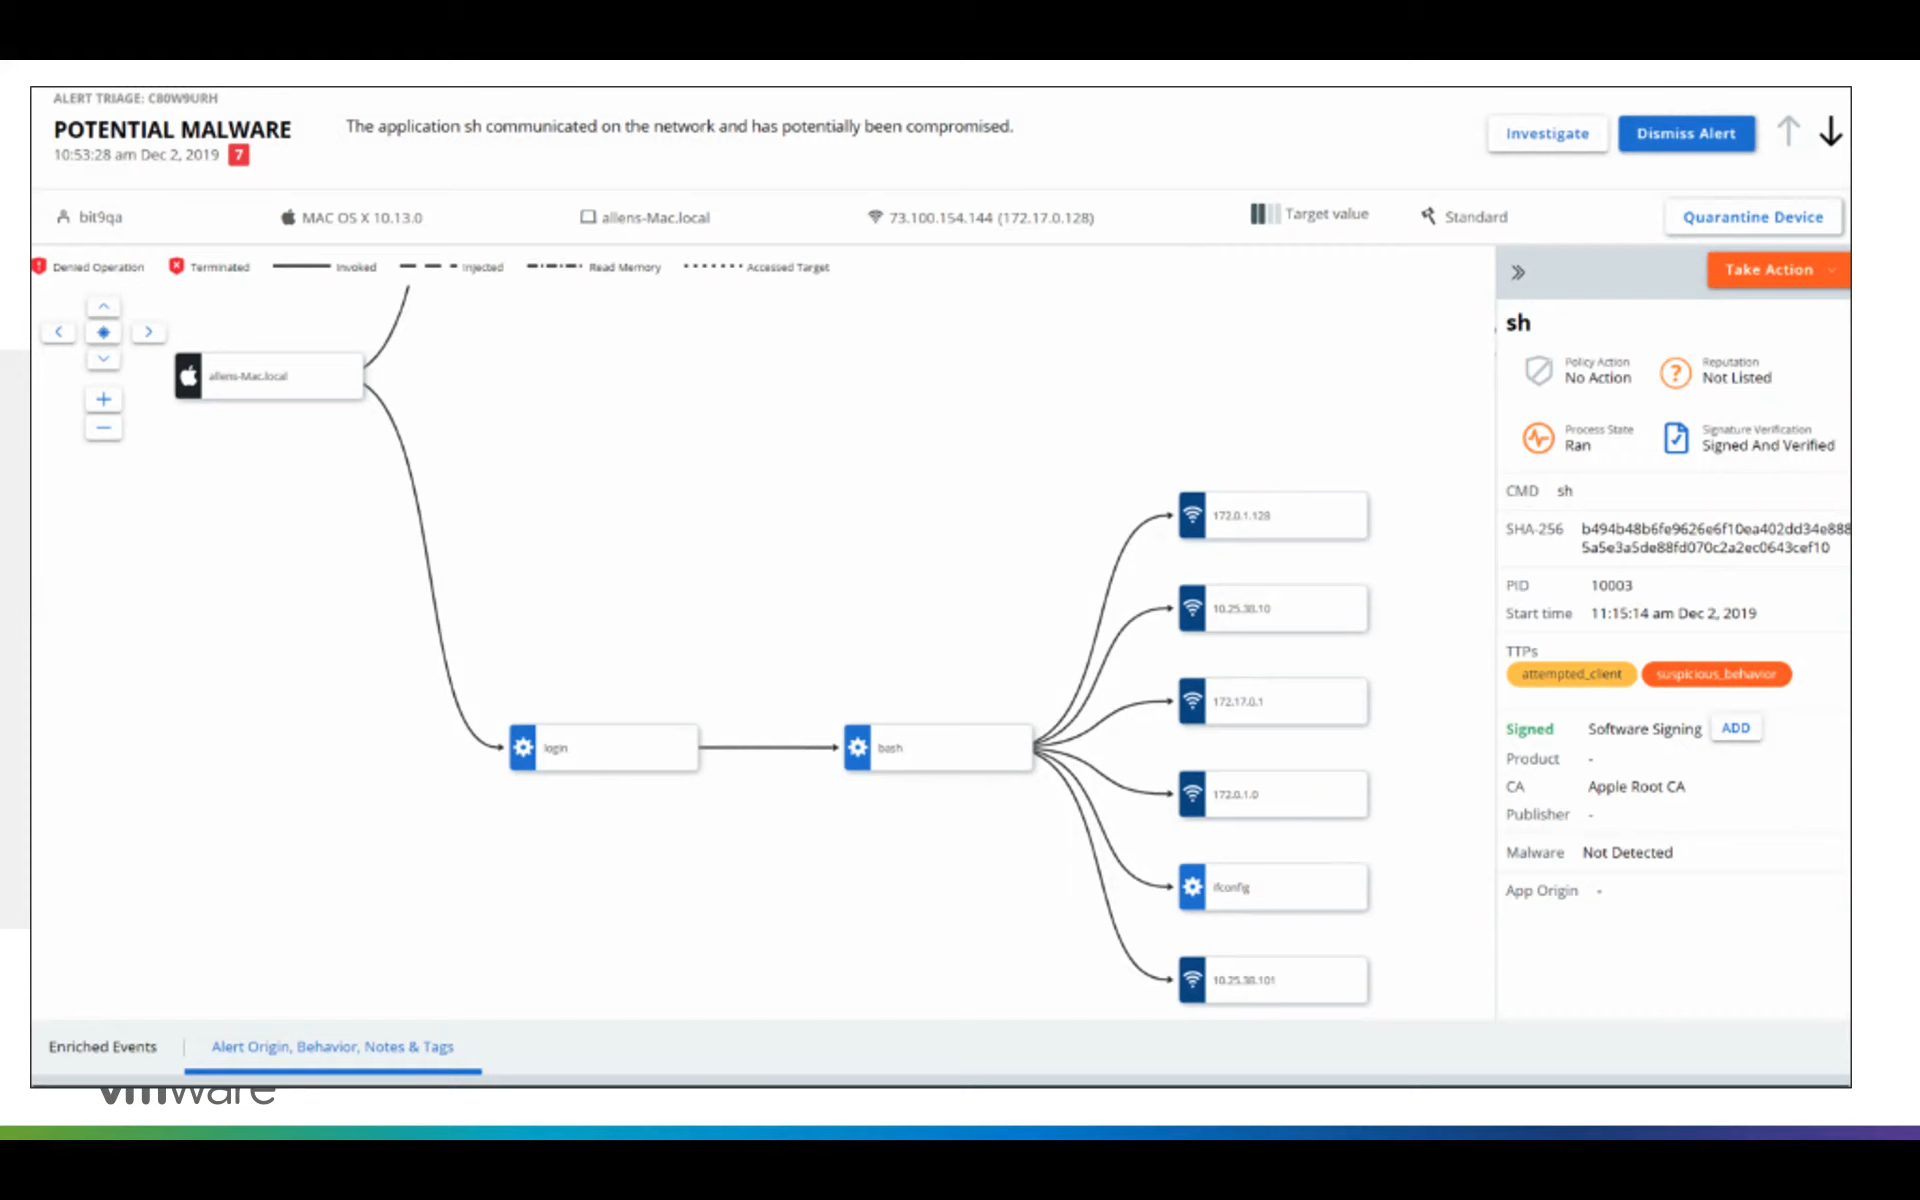 ALERT TRIAGE: C80W9URH
POTENTIAL MALWARE
The application sh communicated on the network and has potentially been compromised.
Investigate
Dismiss Alert
10:53:28 am Dec 2, 2019 7
bit9qa
MAC OS X 10.13.0
allens-Mac.local
73.100.154.144 (172.17.0.128)
Target value
Standard
Quarantine Device
Denied Operation
Terminated
Invoked
Injected
Read Memory
Accessed Target
Take Action
allens-Mac.local
login
bash
172.0.1.128
10.25.38.10
172.17.0.1
172.0.1.0
ifconfig
10.25.38.101
sh
Policy Action
No Action
Reputation
Not Listed
Process State
Ran
Signature Verification
Signed And Verified
CMD sh
SHA-256 b494b48b6fe9626e6f10ea402dd34e888
5a5e3a5de88fd070c2a2ec0643cef10
PID 10003
Start time 11:15:14 am Dec 2, 2019
TTPs
attempted_client suspicious_behavior
Signed Software Signing ADD
Product -
CA Apple Root CA
Publisher -
Malware Not Detected
App Origin -
Enriched Events
Alert Origin, Behavior, Notes & Tags
vmware